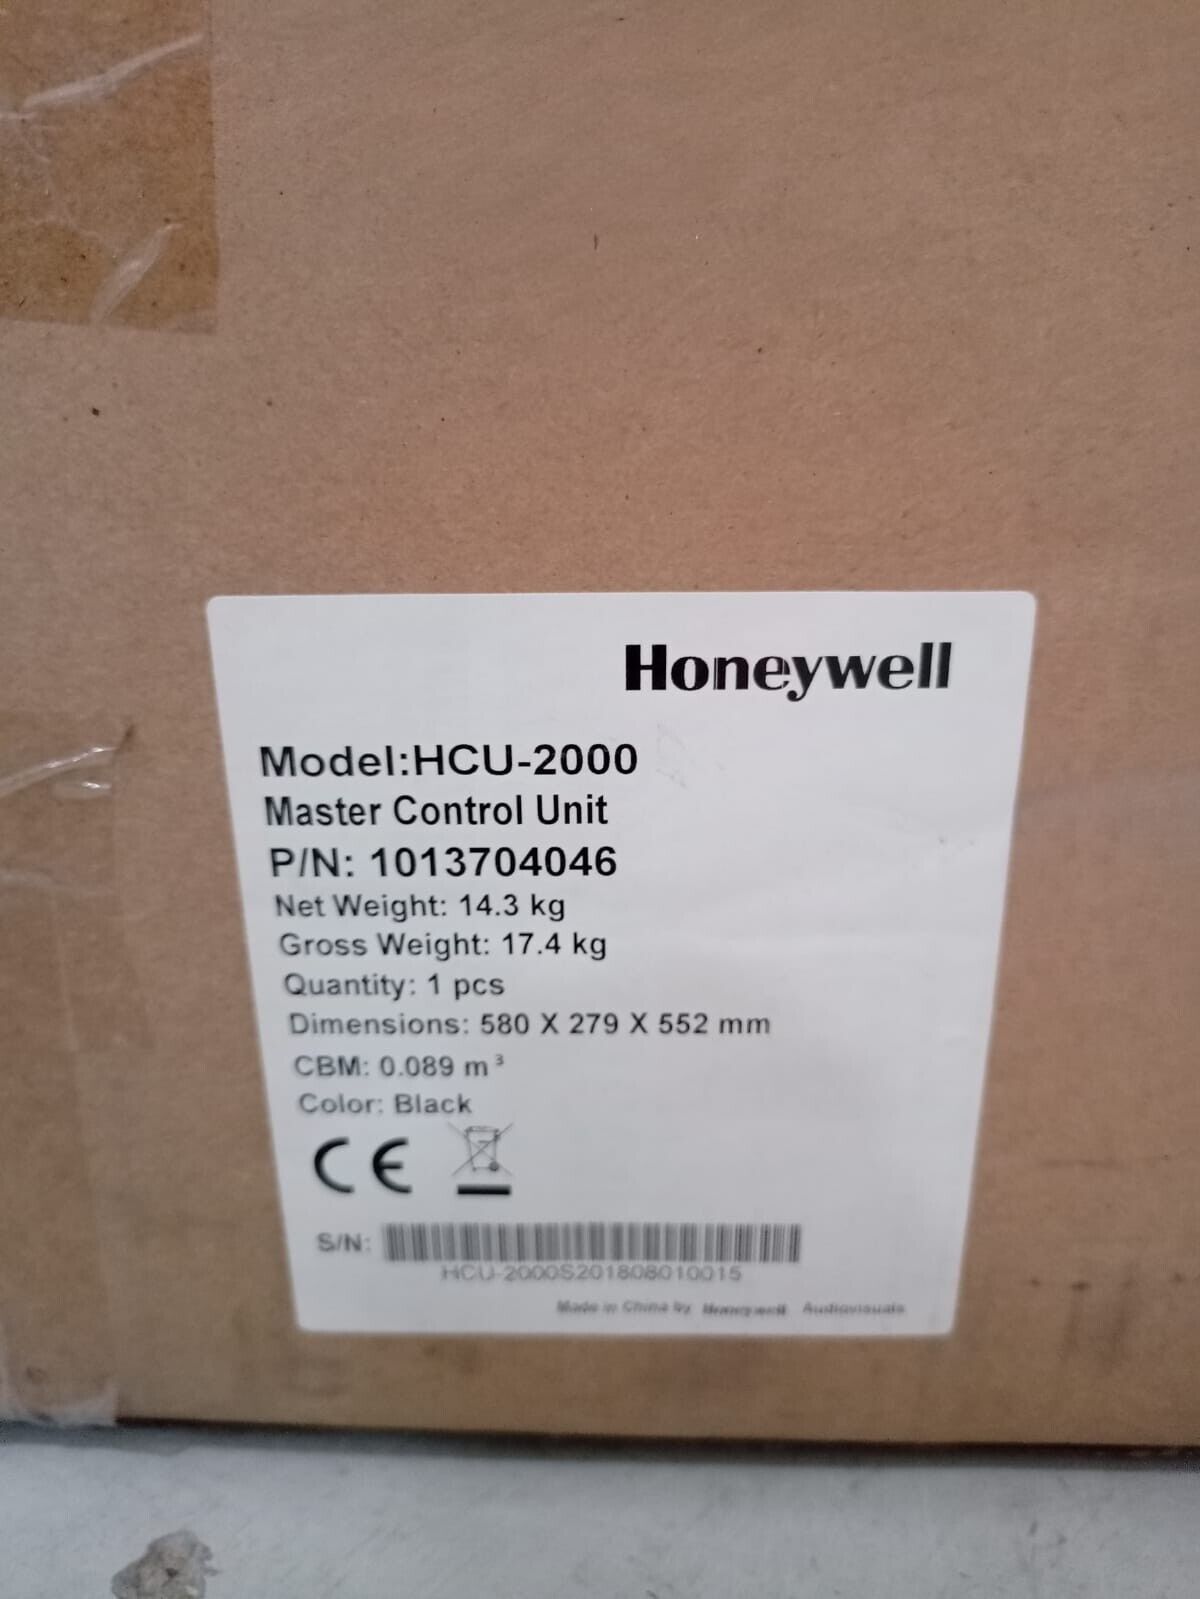 Honeywell
Model:HCU-2000
Master Control Unit
P/N: 1013704046
Net Weight: 14.3 kg
Gross Weight: 17.4 kg
Quantity: 1 pcs
Dimensions: 580 X 279 X 552 mm
CBM: 0.089 m³
Color: Black
CE
S/N:
HCU-2000S201808010015
Made in China by Honeywell Audiovisuals